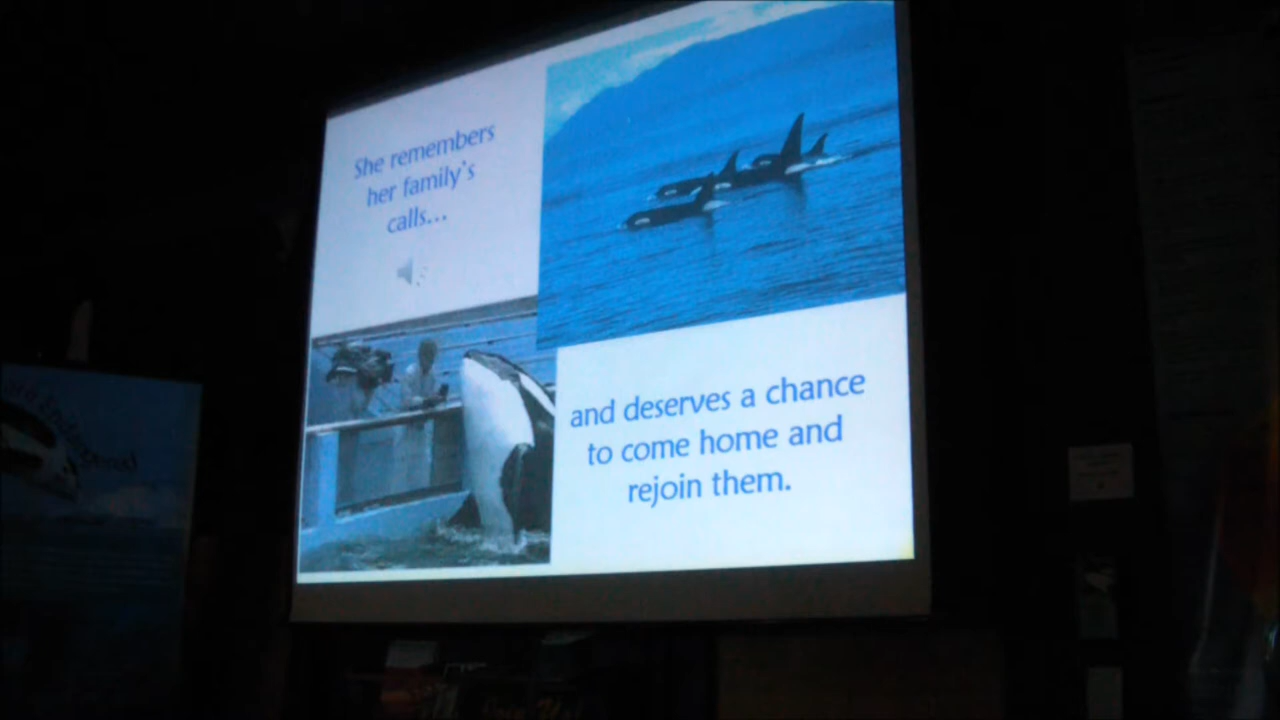 She remembers
her family's
calls...
and deserves a chance
to come home and
rejoin them.